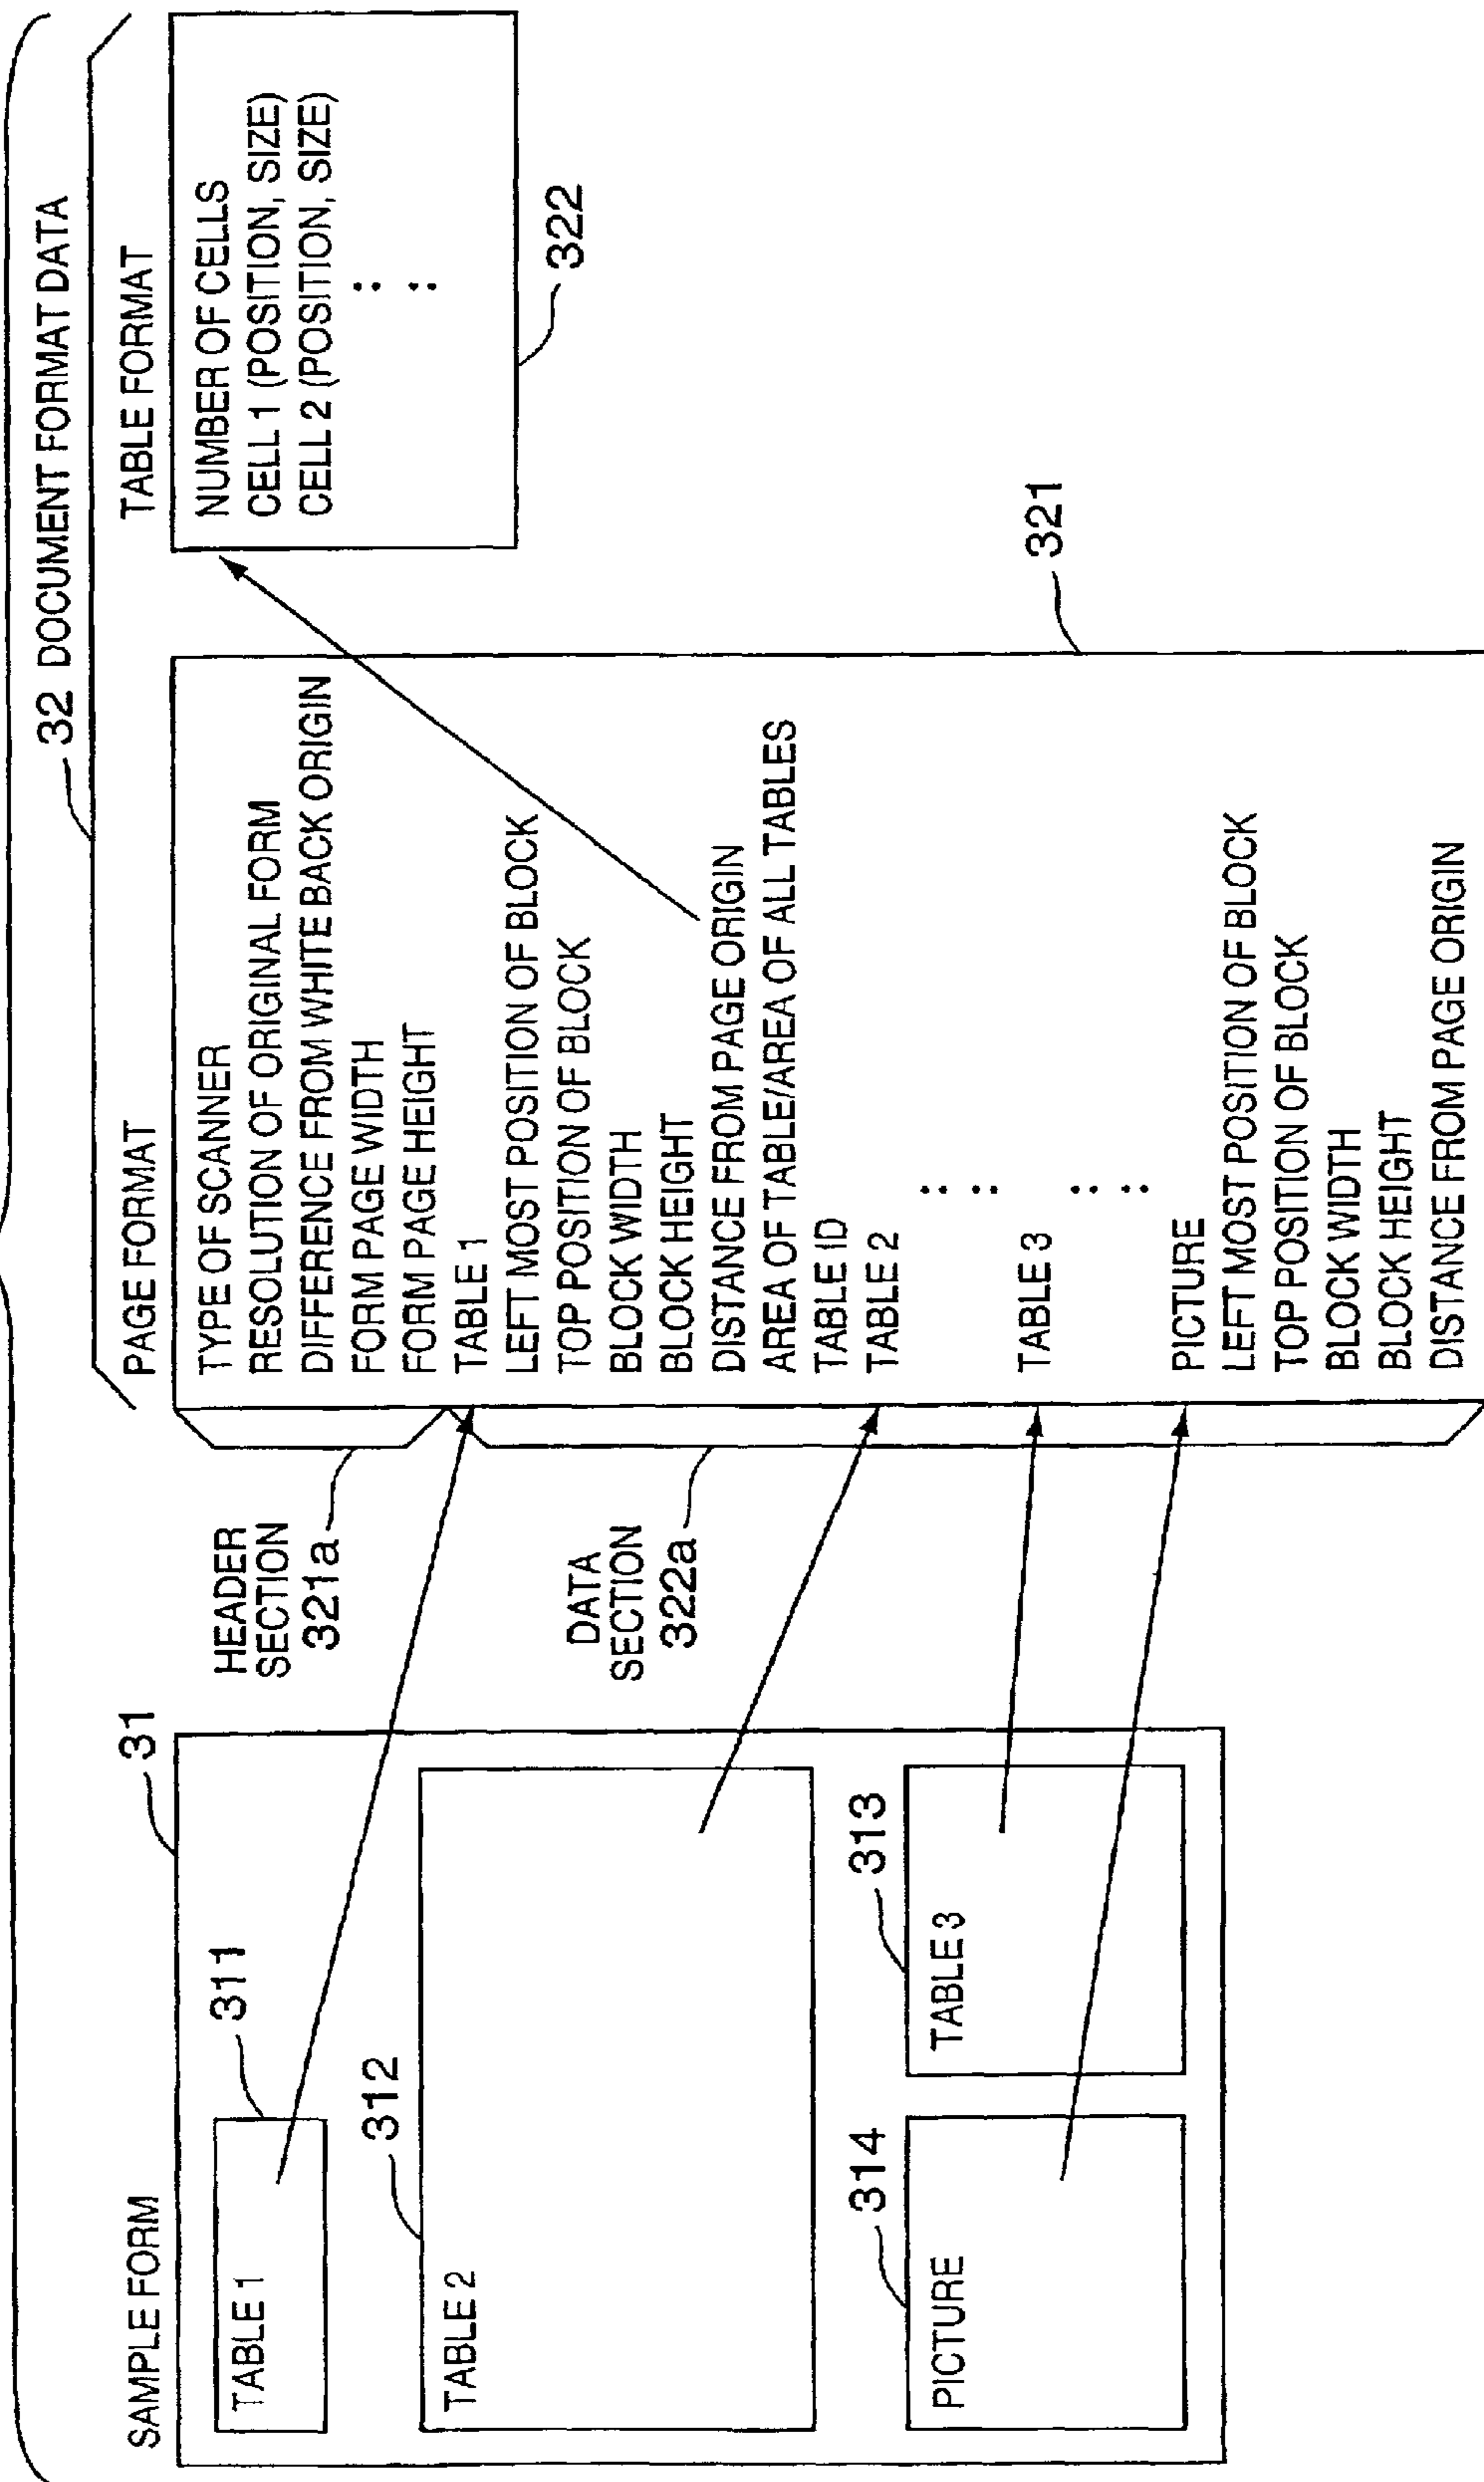 SAMPLE FORM
31
TABLE 1
311
312
TABLE 2
314
PICTURE
313
TABLE 3
HEADER
SECTION
321a
DATA
SECTION
322a
32 DOCUMENT FORMAT DATA
PAGE FORMAT
TYPE OF SCANNER
RESOLUTION OF ORIGINAL FORM
DIFFERENCE FROM WHITE BACK ORIGIN
FORM PAGE WIDTH
FORM PAGE HEIGHT
TABLE 1
LEFT MOST POSITION OF BLOCK
TOP POSITION OF BLOCK
BLOCK WIDTH
BLOCK HEIGHT
DISTANCE FROM PAGE ORIGIN
AREA OF TABLE/AREA OF ALL TABLES
TABLE ID
TABLE 2
TABLE 3
PICTURE
LEFT MOST POSITION OF BLOCK
TOP POSITION OF BLOCK
BLOCK WIDTH
BLOCK HEIGHT
DISTANCE FROM PAGE ORIGIN
321
TABLE FORMAT
NUMBER OF CELLS
CELL 1 (POSITION, SIZE)
CELL 2 (POSITION, SIZE)
322